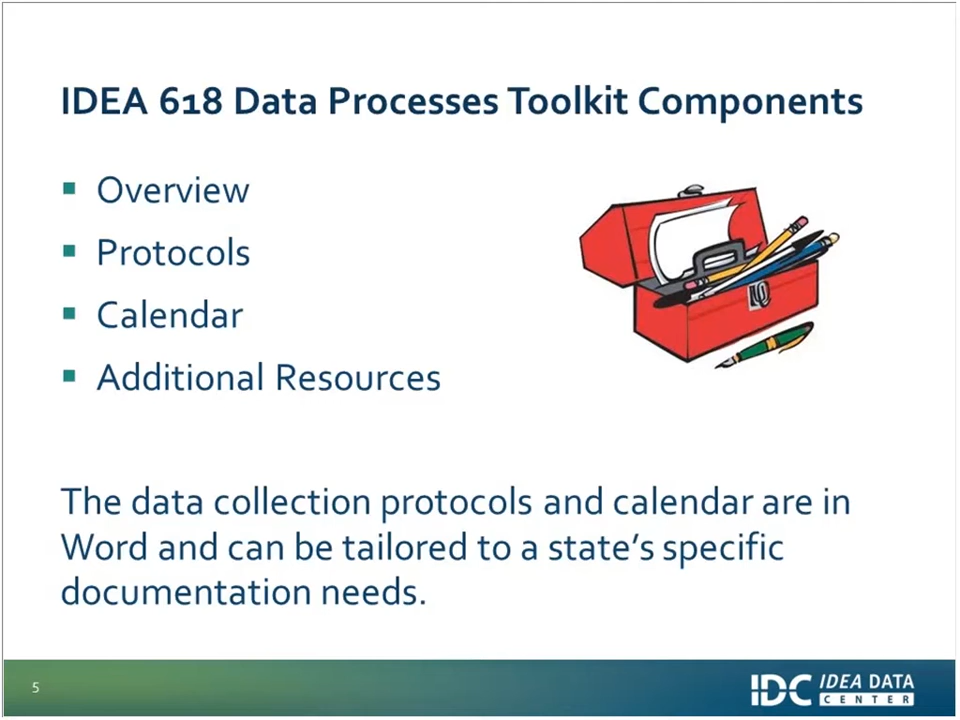 IDEA 618 Data Processes Toolkit Components
Overview
Protocols
Calendar
Additional Resources
The data collection protocols and calendar are in
Word and can be tailored to a state’s specific
documentation needs.
5
IDC IDEA DATA
CENTER